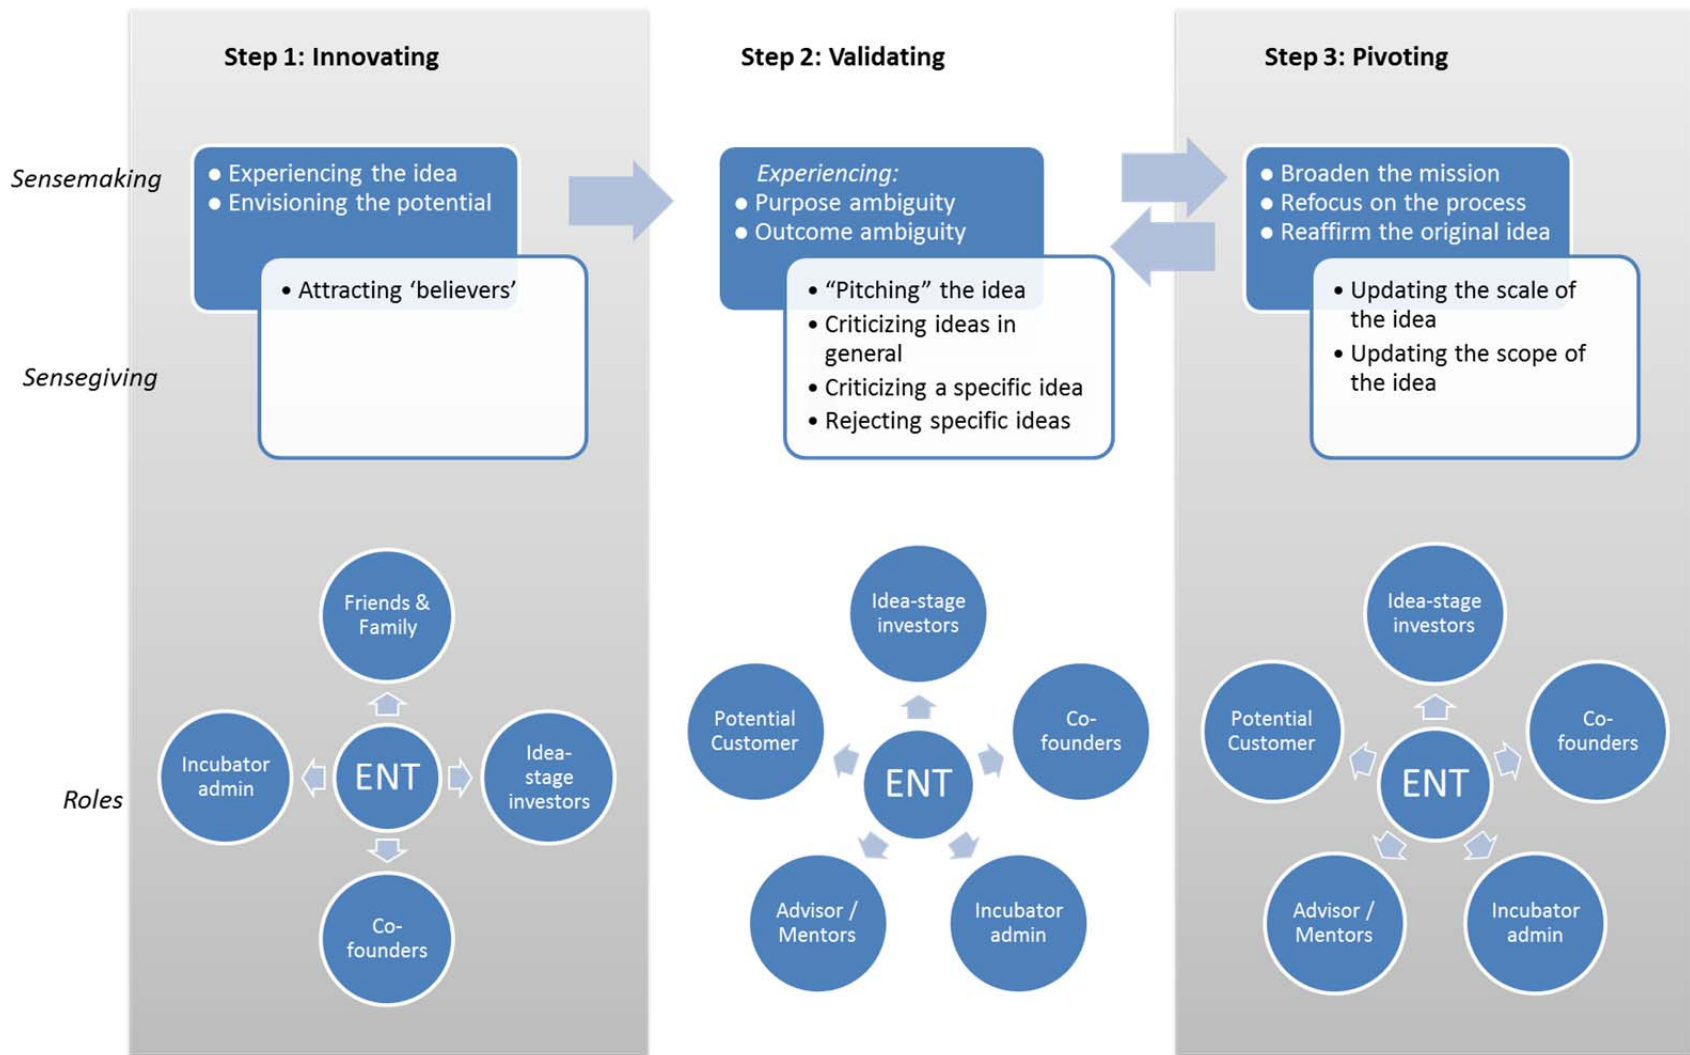 Step 1: Innovating
Step 2: Validating
Step 3: Pivoting
Sensemaking
● Experiencing the idea
● Envisioning the potential
Experiencing:
● Purpose ambiguity
● Outcome ambiguity
● Broaden the mission
● Refocus on the process
● Reaffirm the original idea
Sensegiving
• Attracting ‘believers’
• “Pitching” the idea
• Criticizing ideas in
general
• Criticizing a specific idea
• Rejecting specific ideas
• Updating the scale of
the idea
• Updating the scope of
the idea
Roles
Friends &
Family
Incubator
admin
ENT
Idea-
stage
investors
Co-
founders
Idea-stage
investors
Potential
Customer
ENT
Co-
founders
Advisor /
Mentors
Incubator
admin
Idea-stage
investors
Potential
Customer
ENT
Co-
founders
Advisor /
Mentors
Incubator
admin